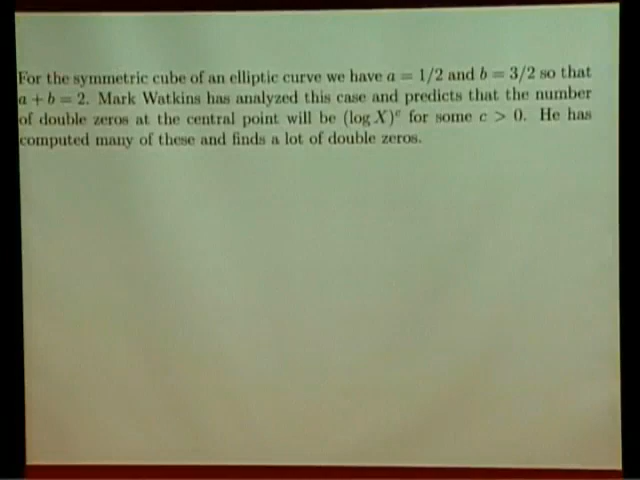 For the symmetric cube of an elliptic curve we have a = 1/2 and b = 3/2 so that
a + b = 2. Mark Watkins has analyzed this case and predicts that the number
of double zeros at the central point will be (log X)^c for some c > 0. He has
computed many of these and finds a lot of double zeros.